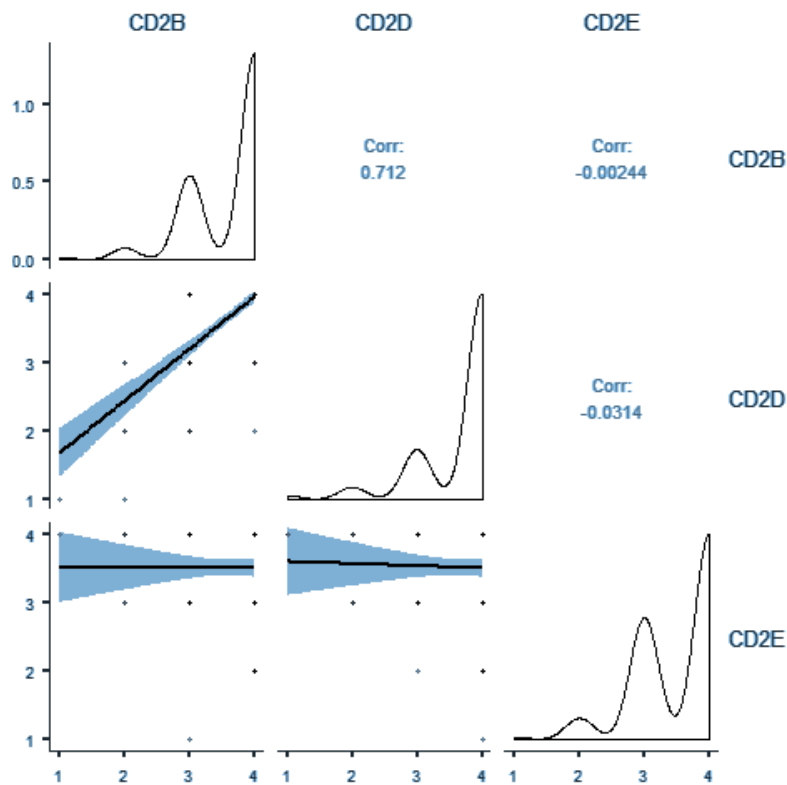 CD2B CD2D CD2E
1.0
0.5
0.0
Corr:
0.712
Corr:
-0.00244
CD2B
4
3
2
1
Corr:
-0.0314
CD2D
4
3
2
1
CD2E
1 2 3 4 1 2 3 4 1 2 3 4